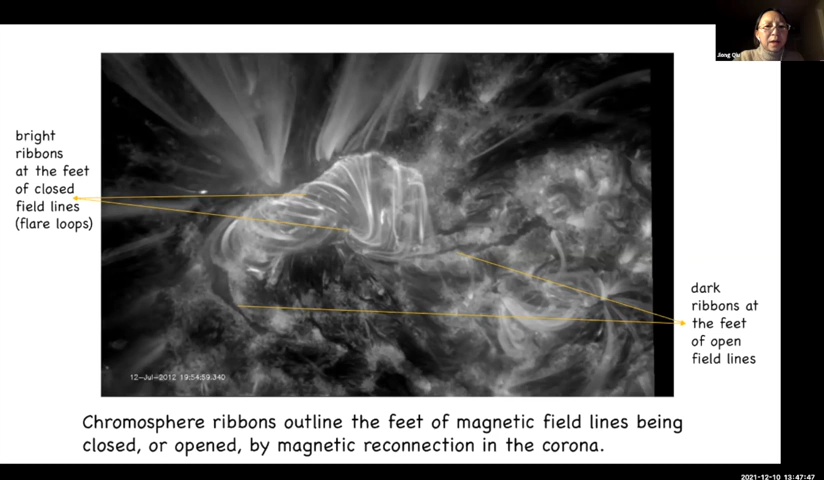 Jiong Qiu
bright
ribbons
at the feet
of closed
field lines
(flare loops)
dark
ribbons at
the feet
of open
field lines
12-Jul-2012 19:54:59.340
Chromosphere ribbons outline the feet of magnetic field lines being
closed, or opened, by magnetic reconnection in the corona.
2021-12-10 13:47:47